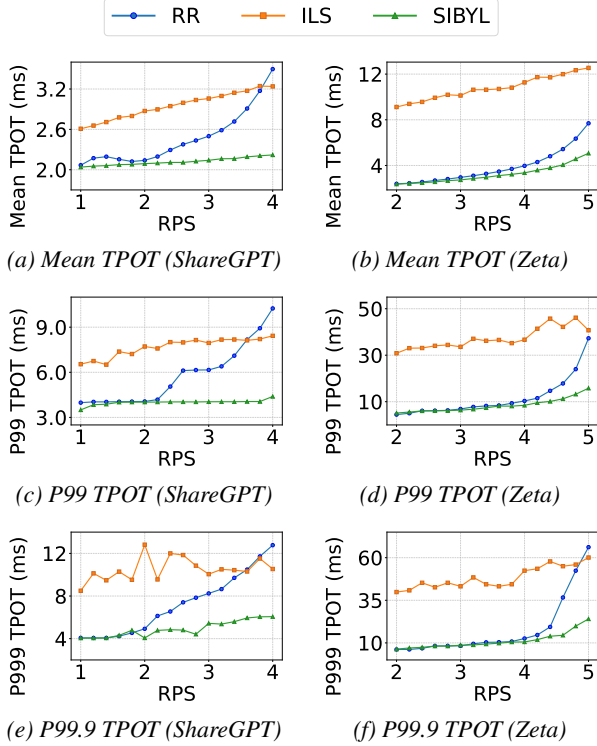 RR ILS SIBYL
Mean TPOT (ms)
3.2
2.6
2.0
1 2 3 4
RPS
(a) Mean TPOT (ShareGPT)
Mean TPOT (ms)
12
8
4
2 3 4 5
RPS
(b) Mean TPOT (Zeta)
P99 TPOT (ms)
9.0
6.0
3.0
1 2 3 4
RPS
(c) P99 TPOT (ShareGPT)
P99 TPOT (ms)
50
30
10
2 3 4 5
RPS
(d) P99 TPOT (Zeta)
P999 TPOT (ms)
12
8
4
1 2 3 4
RPS
(e) P99.9 TPOT (ShareGPT)
P999 TPOT (ms)
60
35
10
2 3 4 5
RPS
(f) P99.9 TPOT (Zeta)